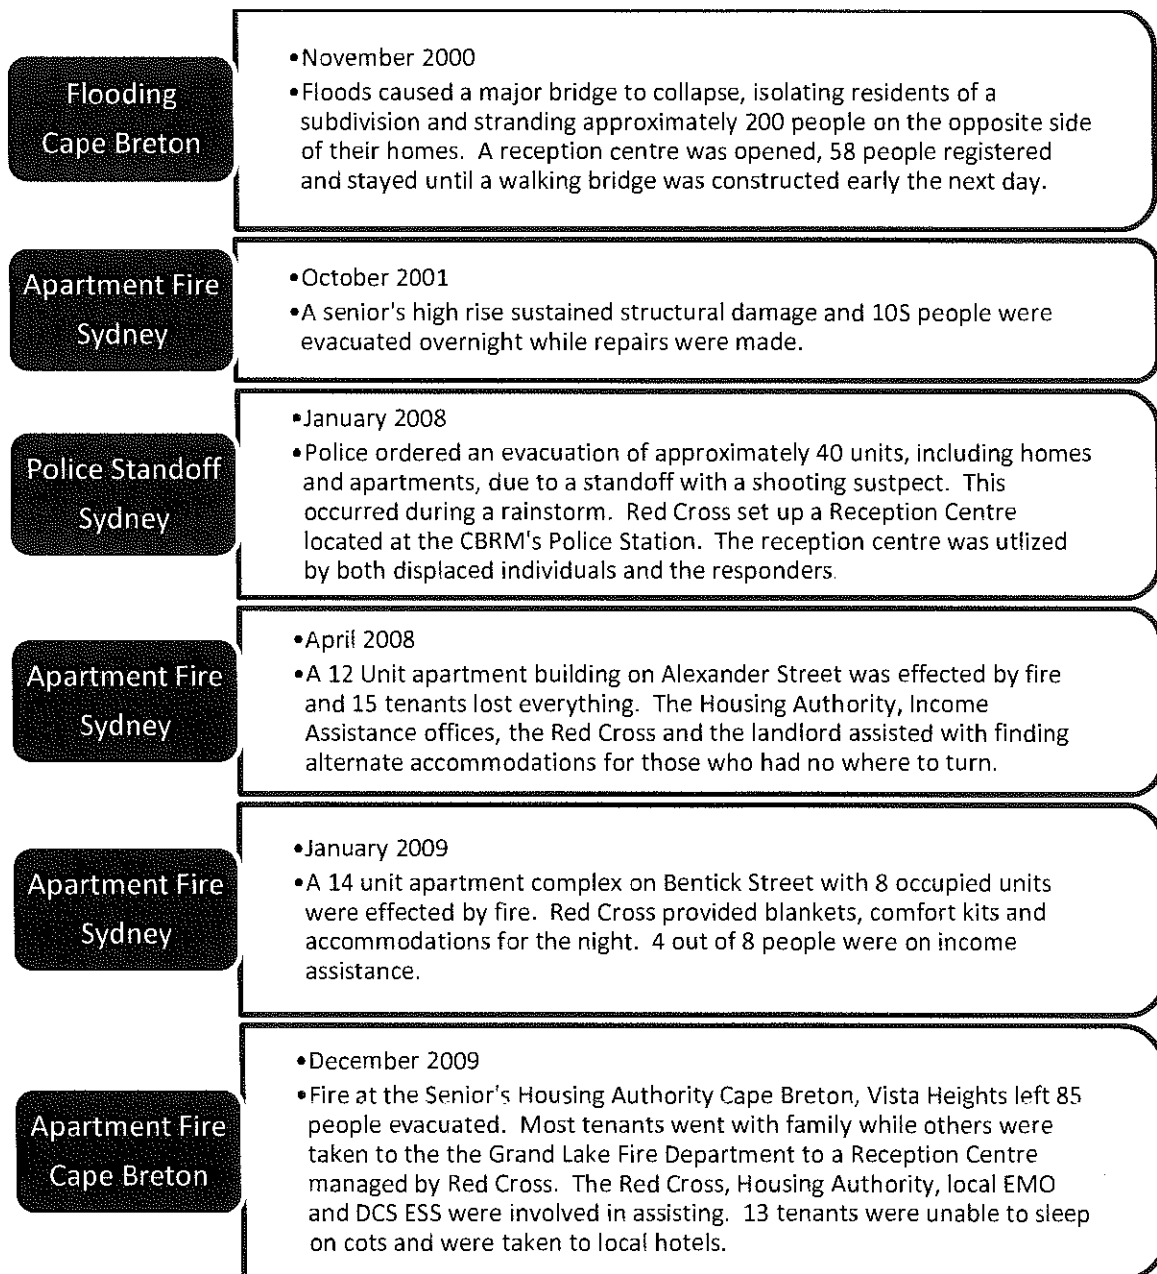 Flooding
Cape Breton
•November 2000
•Floods caused a major bridge to collapse, isolating residents of a
subdivision and stranding approximately 200 people on the opposite side
of their homes. A reception centre was opened, 58 people registered
and stayed until a walking bridge was constructed early the next day.
Apartment Fire
Sydney
•October 2001
•A senior's high rise sustained structural damage and 10S people were
evacuated overnight while repairs were made.
Police Standoff
Sydney
•January 2008
•Police ordered an evacuation of approximately 40 units, including homes
and apartments, due to a standoff with a shooting sustpect. This
occurred during a rainstorm. Red Cross set up a Reception Centre
located at the CBRM's Police Station. The reception centre was utlized
by both displaced individuals and the responders.
Apartment Fire
Sydney
•April 2008
•A 12 Unit apartment building on Alexander Street was effected by fire
and 15 tenants lost everything. The Housing Authority, Income
Assistance offices, the Red Cross and the landlord assisted with finding
alternate accommodations for those who had no where to turn.
Apartment Fire
Sydney
•January 2009
•A 14 unit apartment complex on Bentick Street with 8 occupied units
were effected by fire. Red Cross provided blankets, comfort kits and
accommodations for the night. 4 out of 8 people were on income
assistance.
Apartment Fire
Cape Breton
•December 2009
•Fire at the Senior's Housing Authority Cape Breton, Vista Heights left 85
people evacuated. Most tenants went with family while others were
taken to the the Grand Lake Fire Department to a Reception Centre
managed by Red Cross. The Red Cross, Housing Authority, local EMO
and DCS ESS were involved in assisting. 13 tenants were unable to sleep
on cots and were taken to local hotels.